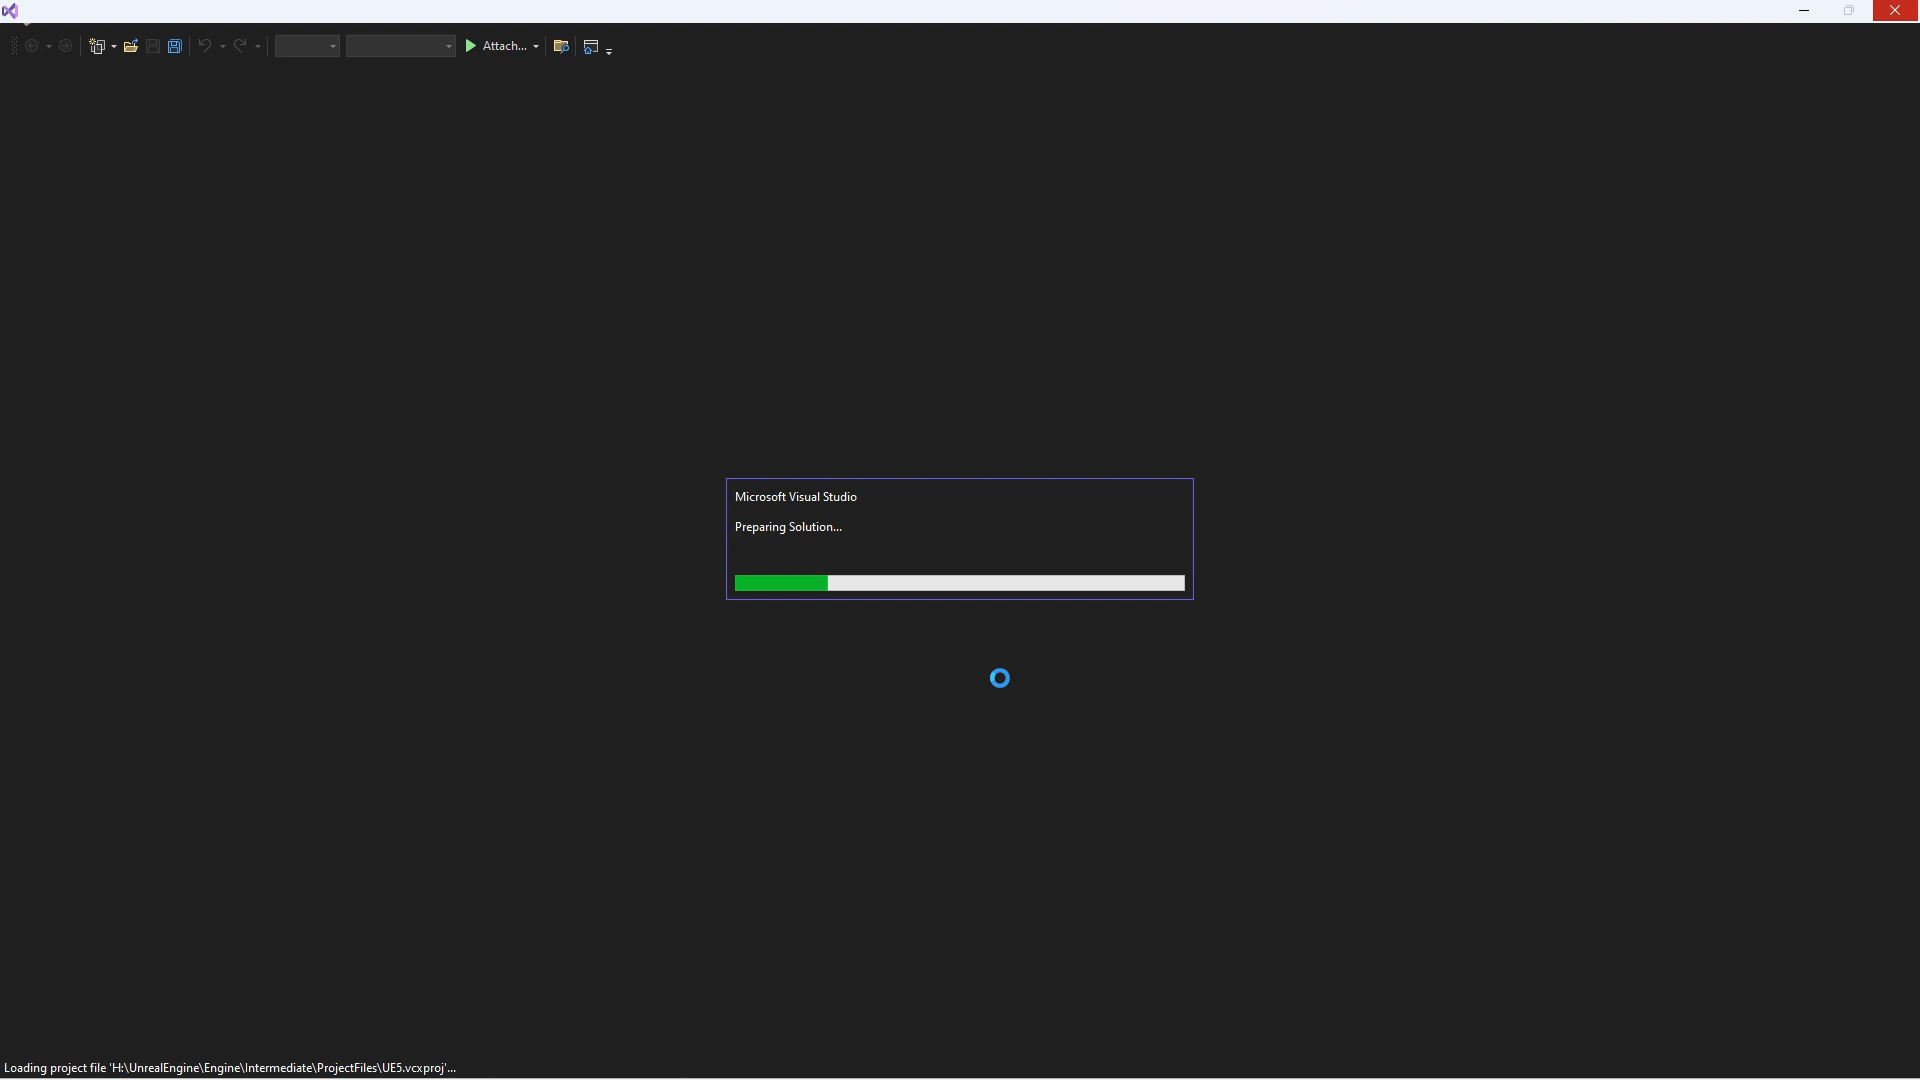 Attach...
Microsoft Visual Studio
Preparing Solution...
Loading project file 'H:\UnrealEngine\Engine\Intermediate\ProjectFiles\UE5.vcxproj'...